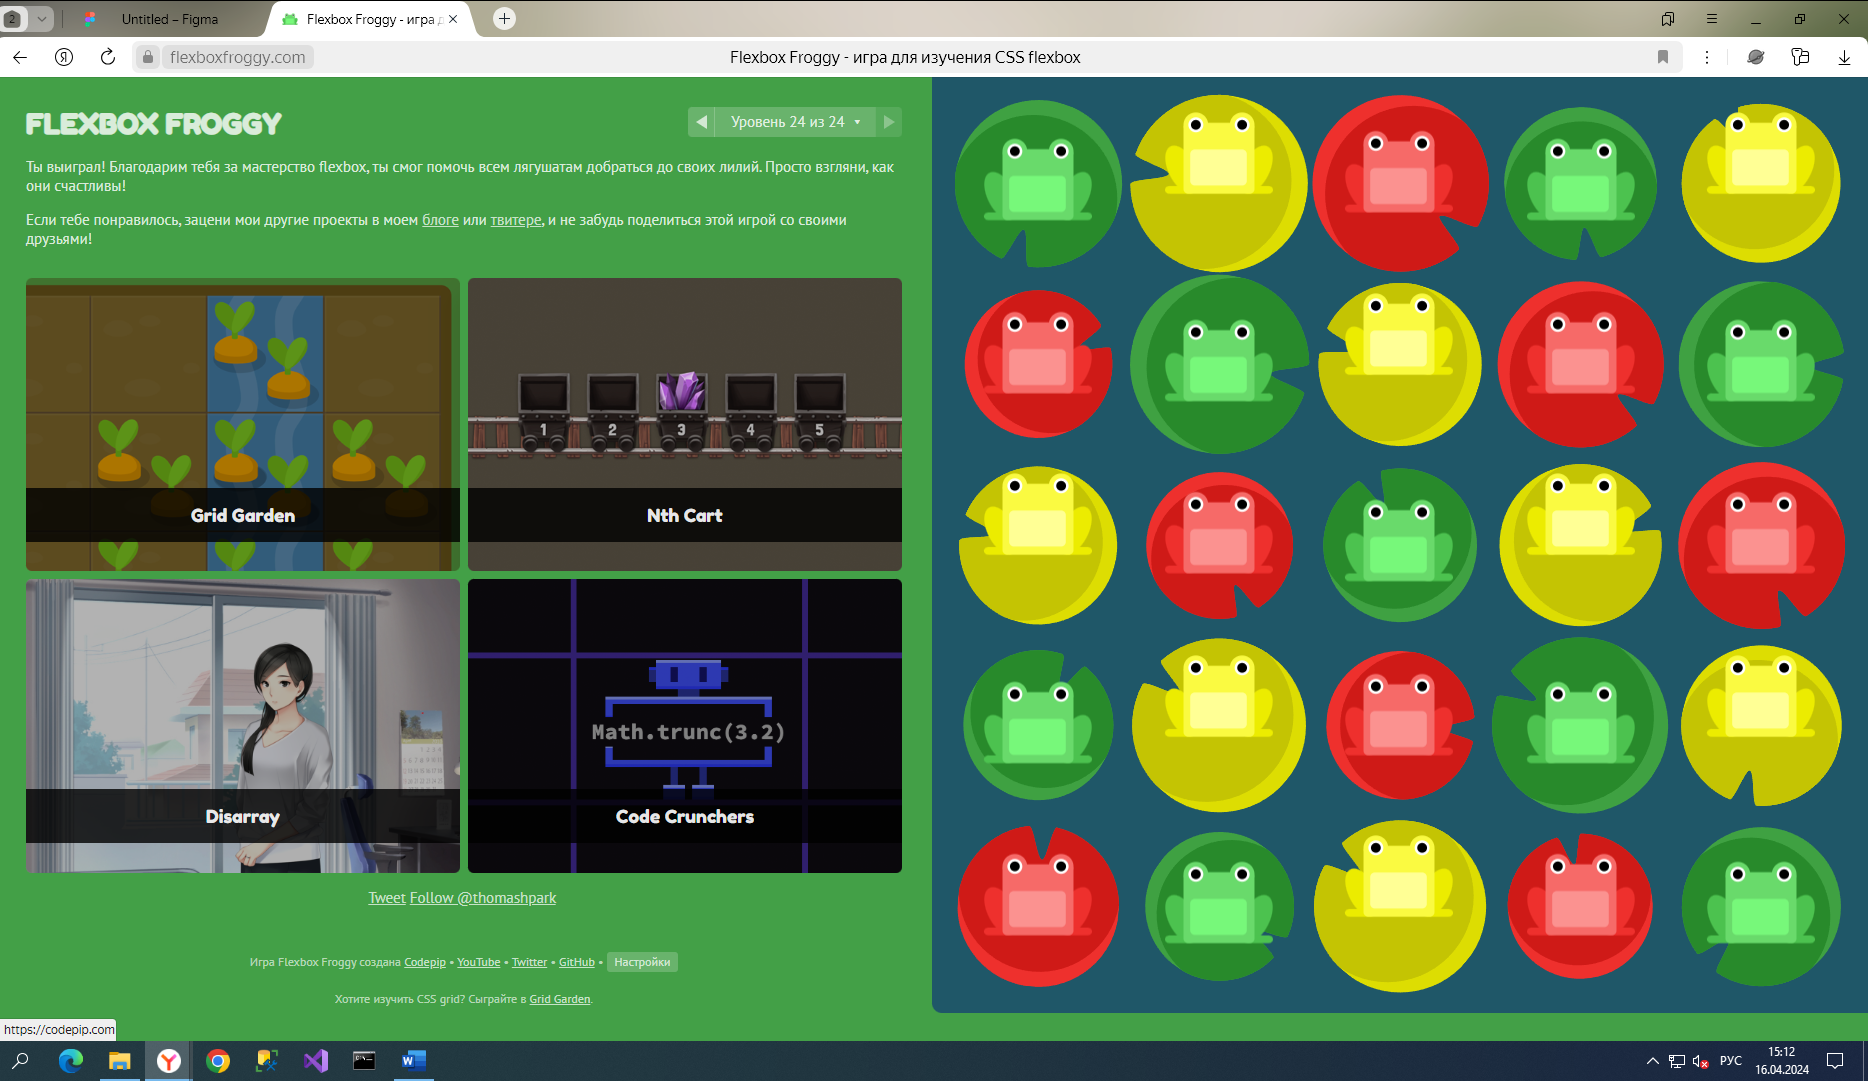 2
Untitled – Figma
Flexbox Froggy - игра д
flexboxfroggy.com
Flexbox Froggy - игра для изучения CSS flexbox
FLEXBOX FROGGY
Уровень 24 из 24
Ты выиграл! Благодарим тебя за мастерство flexbox, ты смог помочь всем лягушатам добраться до своих лилий. Просто взгляни, как
они счастливы!
Если тебе понравилось, зацени мои другие проекты в моем блоге или твитере, и не забудь поделиться этой игрой со своими
друзьями!
1 2 3 4 5
Grid Garden
Nth Cart
Math.trunc(3.2)
Disarray
Code Crunchers
Tweet Follow @thomashpark
Игра Flexbox Froggy создана Codepip • YouTube • Twitter • GitHub • Настройки
Хотите изучить CSS grid? Сыграйте в Grid Garden.
https://codepip.com
РУС
15:12
16.04.2024